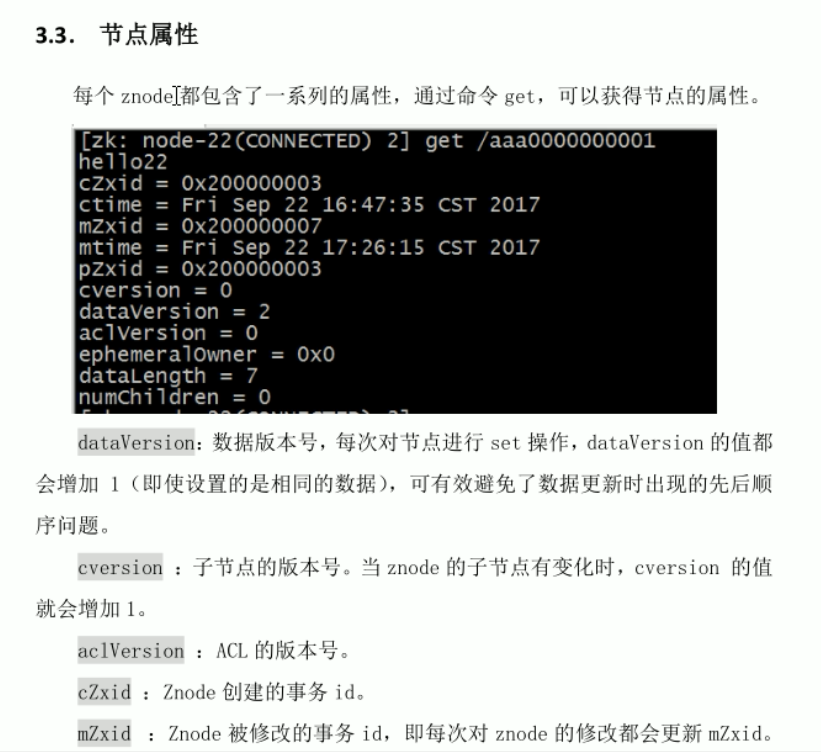 3.3. 节点属性
每个 znode都包含了一系列的属性，通过命令 get，可以获得节点的属性。
[zk: node-22(CONNECTED) 2] get /aaa0000000001
hello22
cZxid = 0x200000003
ctime = Fri Sep 22 16:47:35 CST 2017
mZxid = 0x200000007
mtime = Fri Sep 22 17:26:15 CST 2017
pZxid = 0x200000003
cversion = 0
dataVersion = 2
aclVersion = 0
ephemeralOwner = 0x0
dataLength = 7
numChildren = 0
dataVersion：数据版本号，每次对节点进行 set 操作，dataVersion 的值都
会增加 1（即使设置的是相同的数据），可有效避免了数据更新时出现的先后顺
序问题。
cversion ：子节点的版本号。当 znode 的子节点有变化时，cversion 的值
就会增加 1。
aclVersion ：ACL 的版本号。
cZxid ：Znode 创建的事务 id。
mZxid ：Znode 被修改的事务 id，即每次对 znode 的修改都会更新 mZxid。